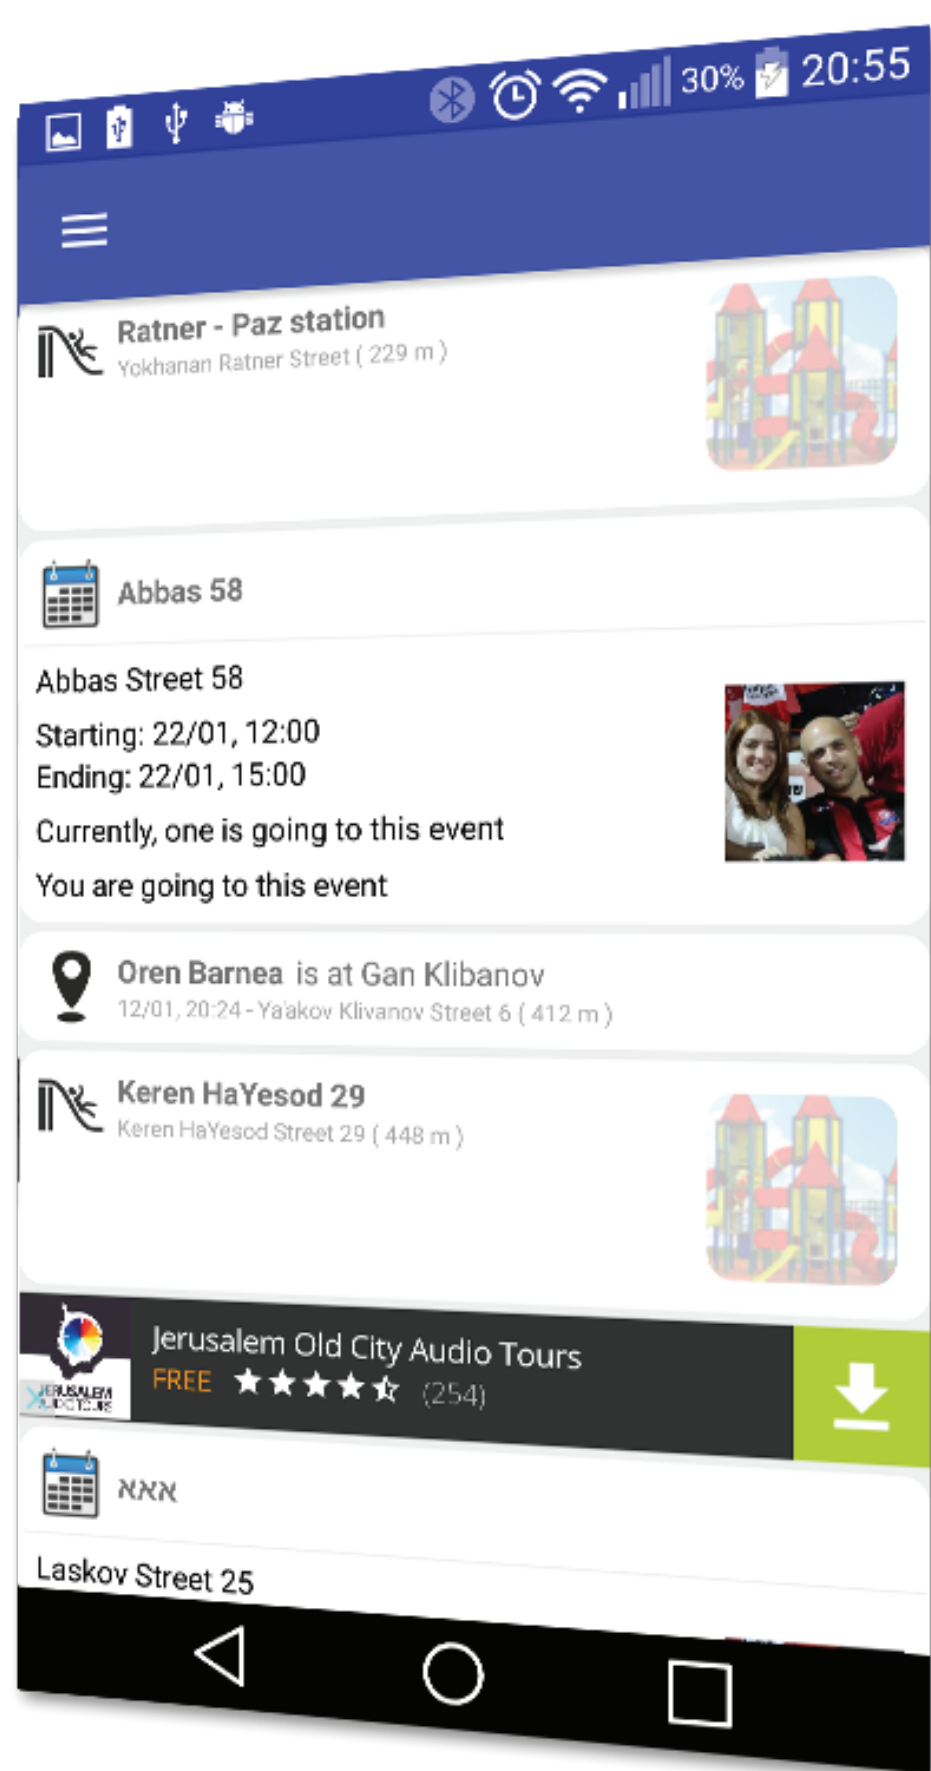 30% 20:55
Ratner - Paz station
Yokhanan Ratner Street ( 229 m )
Abbas 58
Abbas Street 58
Starting: 22/01, 12:00
Ending: 22/01, 15:00
Currently, one is going to this event
You are going to this event
Oren Barnea is at Gan Klibanov
12/01, 20:24 - Ya'akov Klivanov Street 6 ( 412 m )
Keren HaYesod 29
Keren HaYesod Street 29 ( 448 m )
Jerusalem Old City Audio Tours
FREE (254)
JERUSALEM
AUDIO TOURS
אאא
Laskov Street 25